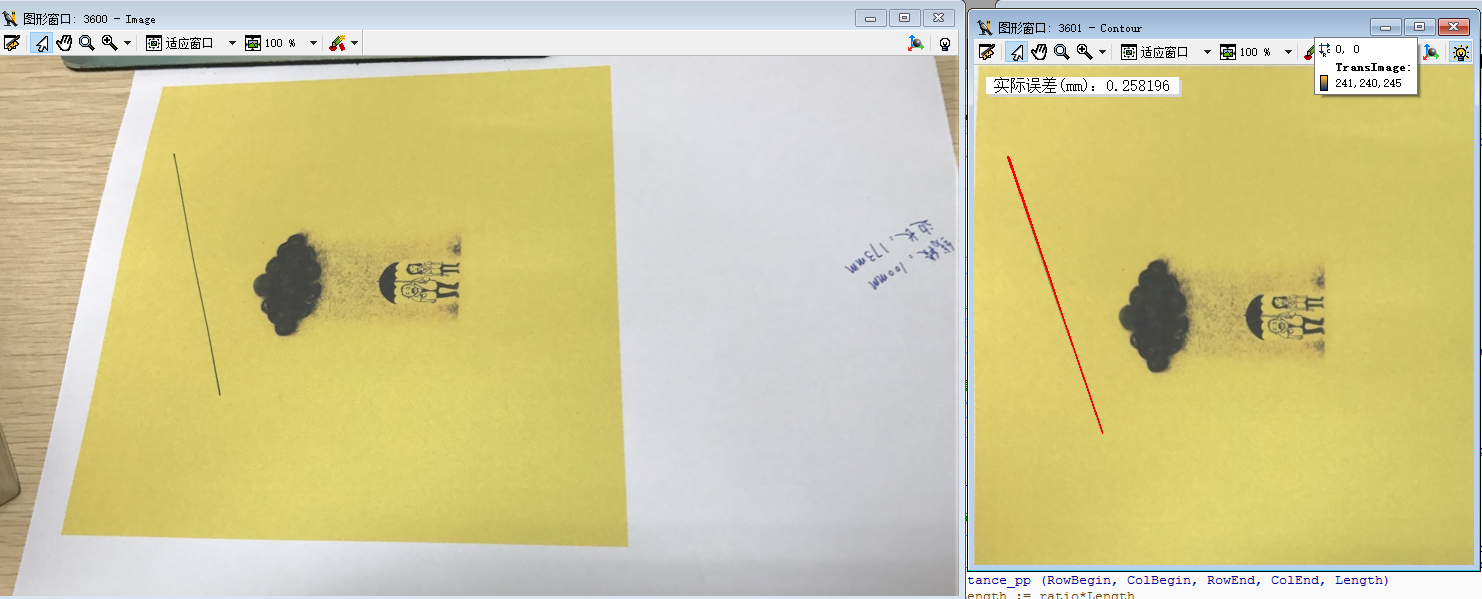 图形窗口: 3600 - Image
适应窗口
100 %
线段: 100mm
边长: 173mm
图形窗口: 3601 - Contour
适应窗口
100 %
0, 0
TransImage:
241,240,245
实际误差(mm): 0.258196
tance_pp (RowBegin, ColBegin, RowEnd, ColEnd, Length)
ength := ratio*Length